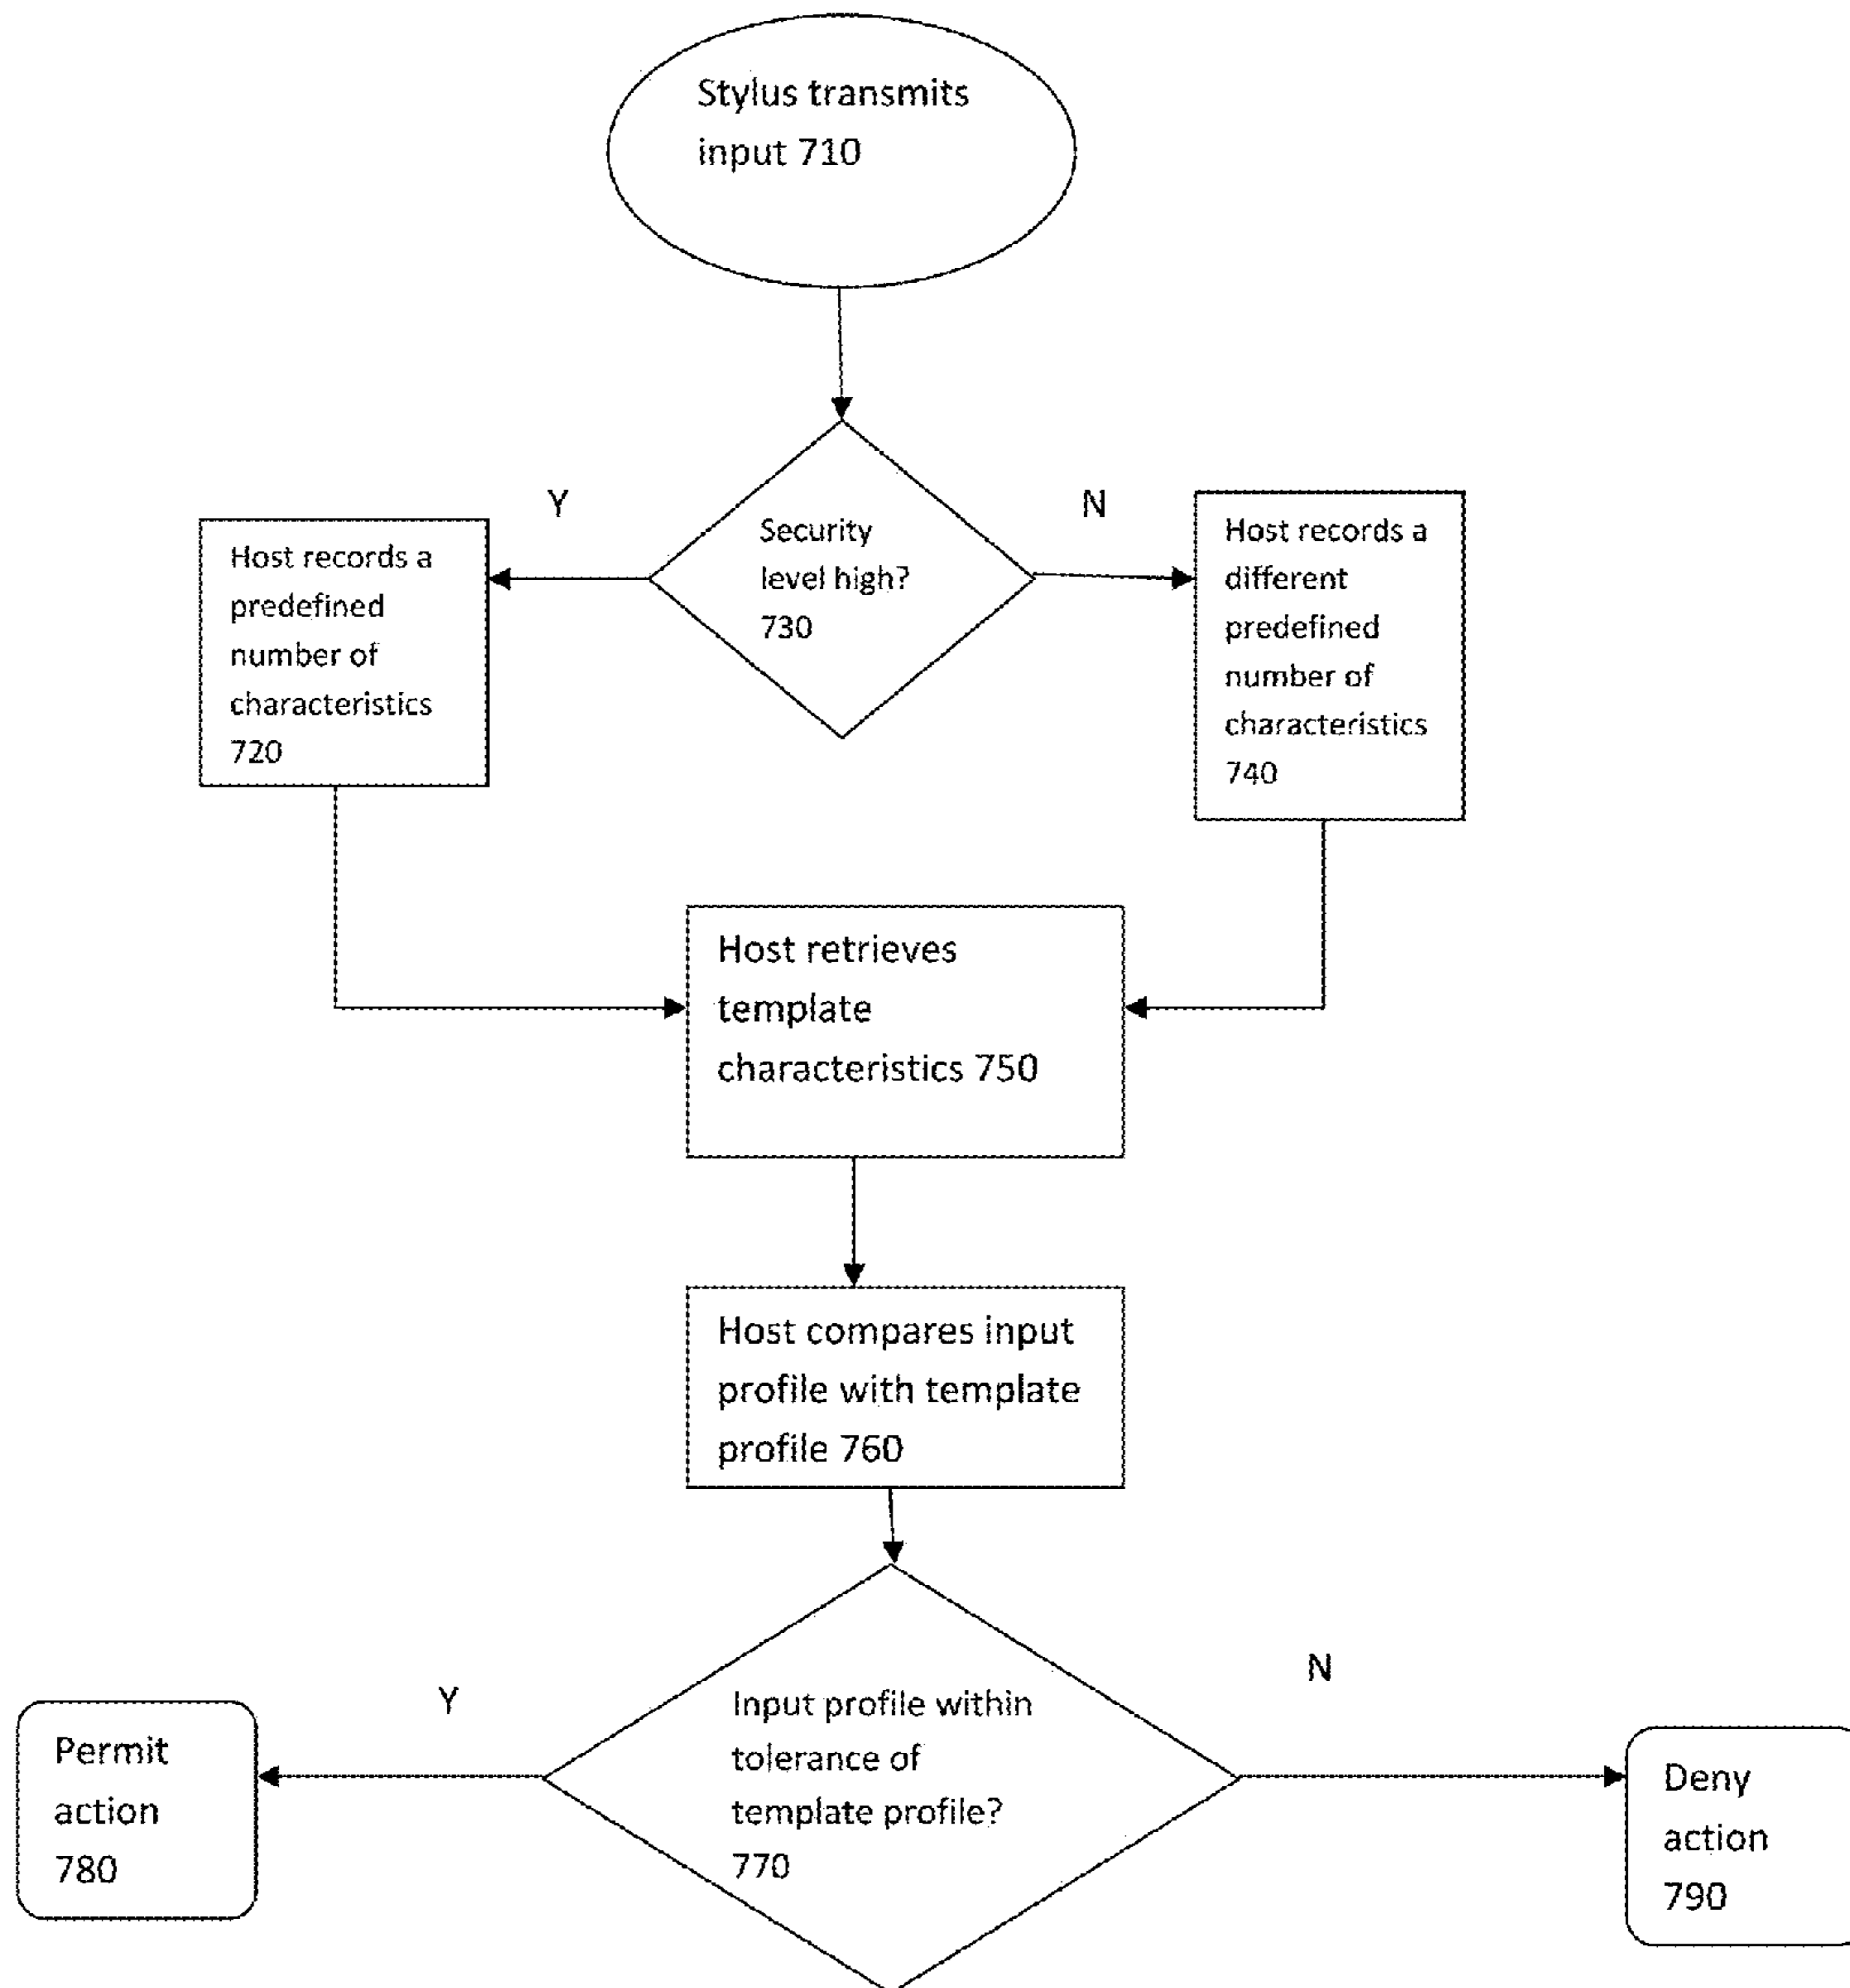 Stylus transmits
input 710
Y
N
Security
level high?
730
Host records a
predefined
number of
characteristics
720
Host records a
different
predefined
number of
characteristics
740
Host retrieves
template
characteristics 750
Host compares input
profile with template
profile 760
Y
N
Input profile within
tolerance of
template profile?
770
Permit
action
780
Deny
action
790